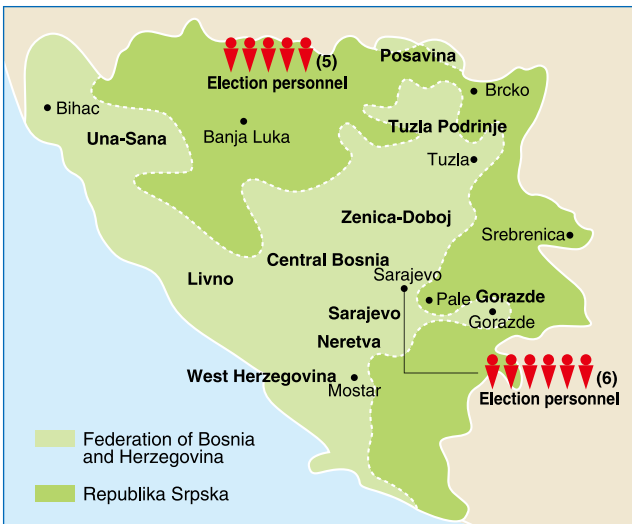 (5)
Election personnel
Posavina
Bihac
Brcko
Una-Sana
Banja Luka
Tuzla Podrinje
Tuzla
Zenica-Doboj
Srebrenica
Central Bosnia
Livno
Sarajevo
Pale
Gorazde
Sarajevo
Gorazde
Neretva
West Herzegovina
Mostar
(6)
Election personnel
Federation of Bosnia
and Herzegovina
Republika Srpska